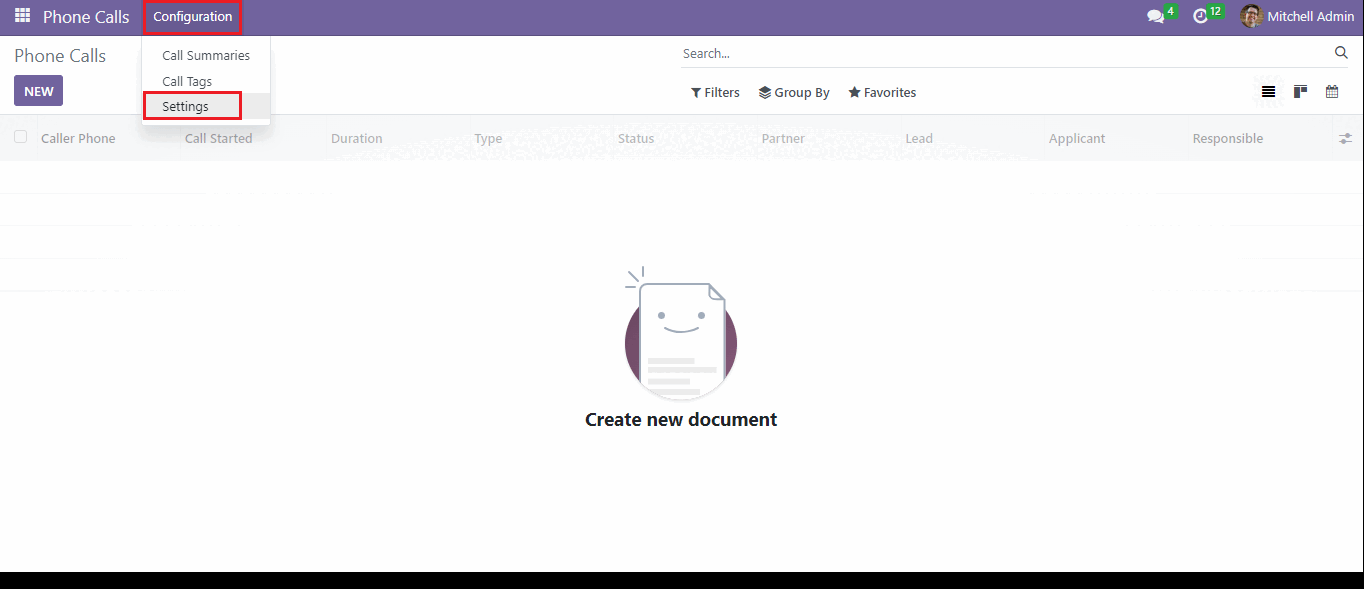 Phone Calls Configuration 4 12 Mitchell Admin
Phone Calls Search...
Call Summaries
NEW Call Tags Filters Group By Favorites
Settings
Caller Phone Call Started Duration Type Status Partner Lead Applicant Responsible
Create new document